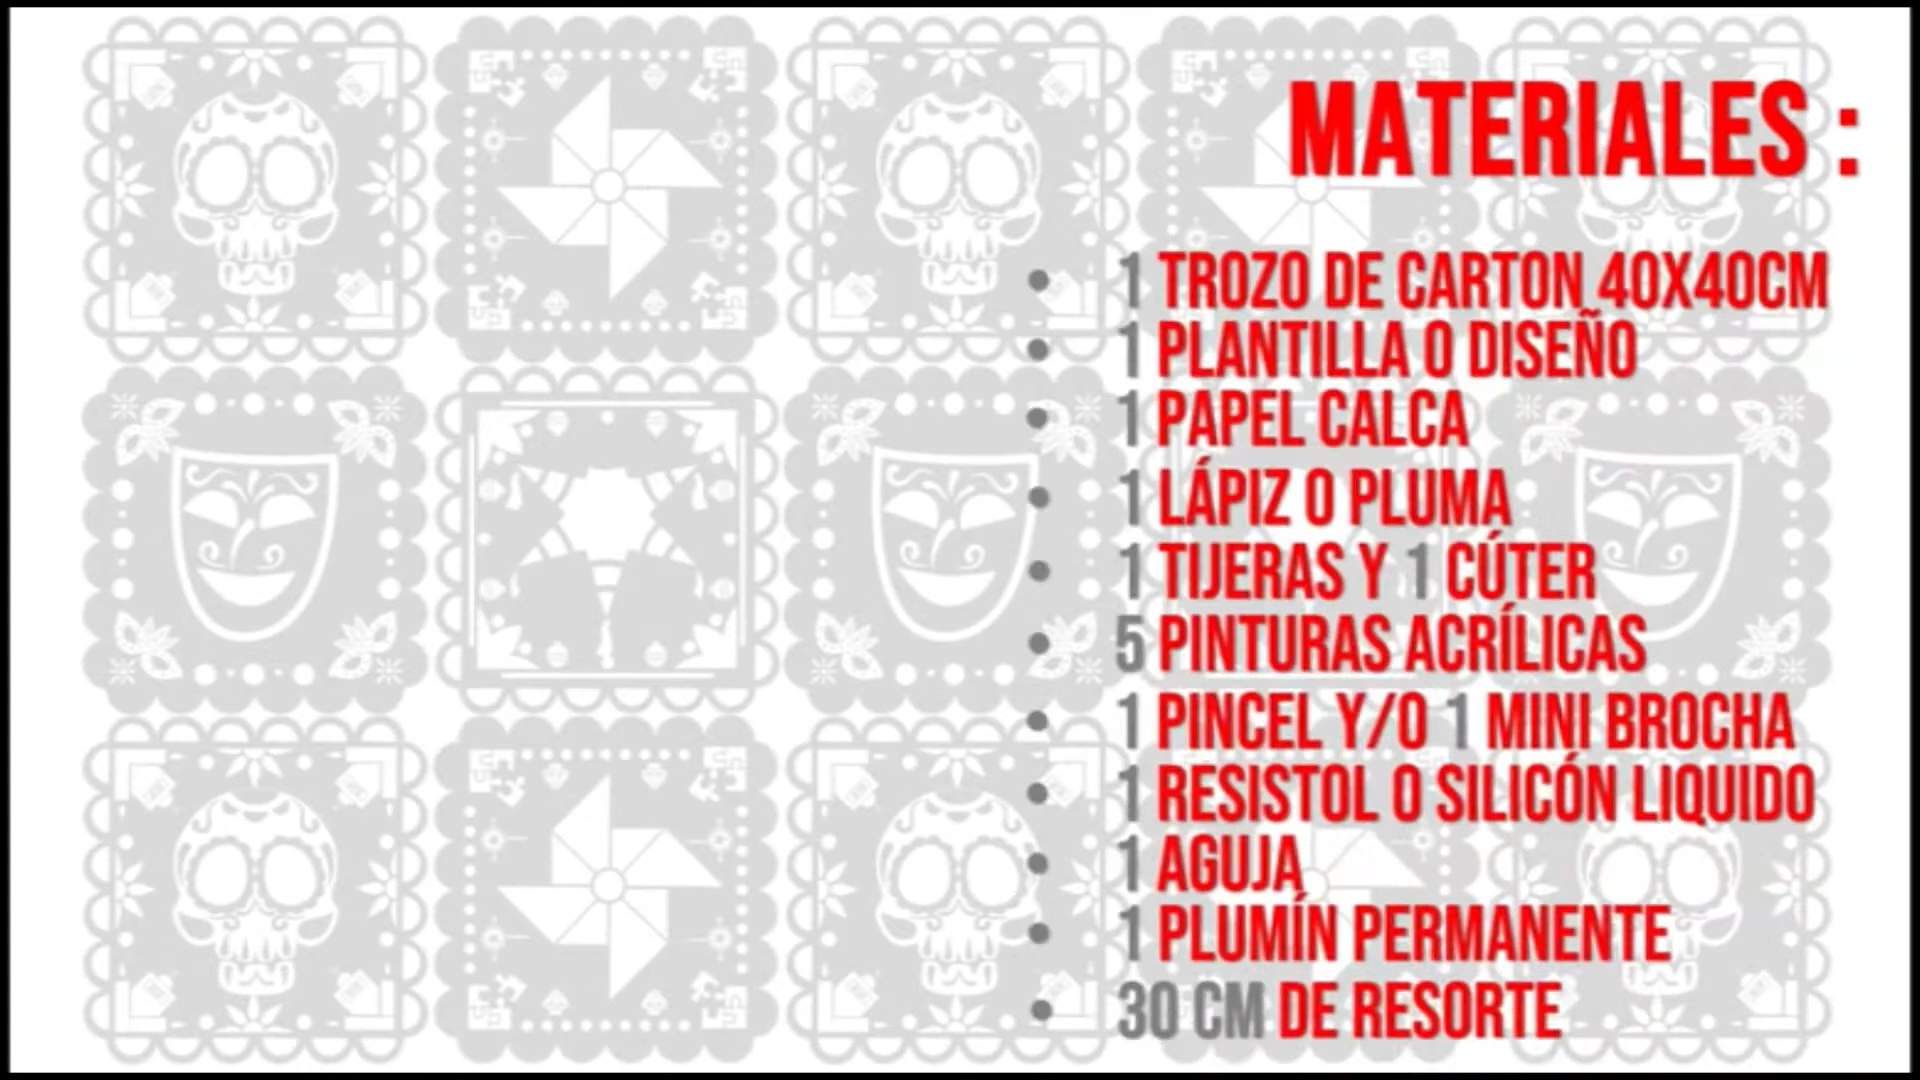 MATERIALES :
• 1 TROZO DE CARTON 40X40CM
• 1 PLANTILLA O DISEÑO
• 1 PAPEL CALCA
• 1 LÁPIZ O PLUMA
• 1 TIJERAS Y 1 CÚTER
• 5 PINTURAS ACRÍLICAS
• 1 PINCEL Y/O 1 MINI BROCHA
• 1 RESISTOL O SILICÓN LIQUIDO
• 1 AGUJA
• 1 PLUMÍN PERMANENTE
• 30 CM DE RESORTE